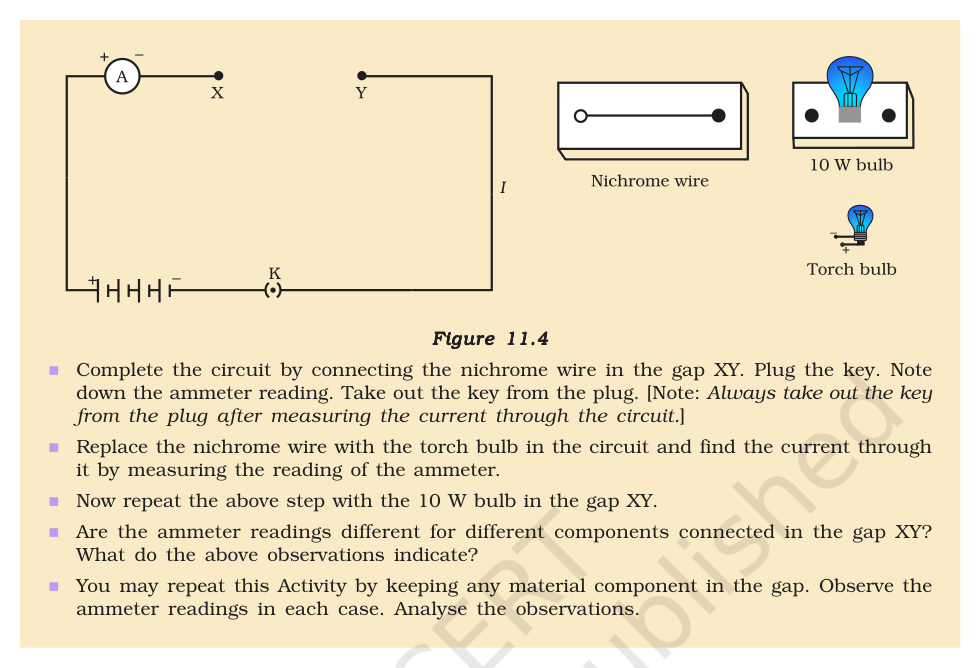 + −
A
X Y
I
+ −
K
Nichrome wire
10 W bulb
−
+
Torch bulb
Figure 11.4
■ Complete the circuit by connecting the nichrome wire in the gap XY. Plug the key. Note
down the ammeter reading. Take out the key from the plug. [Note: Always take out the key
from the plug after measuring the current through the circuit.]
■ Replace the nichrome wire with the torch bulb in the circuit and find the current through
it by measuring the reading of the ammeter.
■ Now repeat the above step with the 10 W bulb in the gap XY.
■ Are the ammeter readings different for different components connected in the gap XY?
What do the above observations indicate?
■ You may repeat this Activity by keeping any material component in the gap. Observe the
ammeter readings in each case. Analyse the observations.